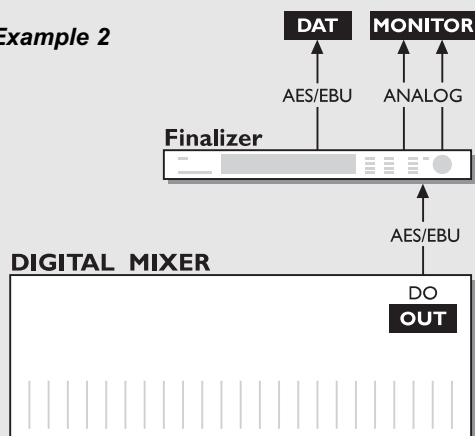 Example 2
DAT MONITOR
AES/EBU ANALOG
Finalizer
AES/EBU
DIGITAL MIXER
DO
OUT